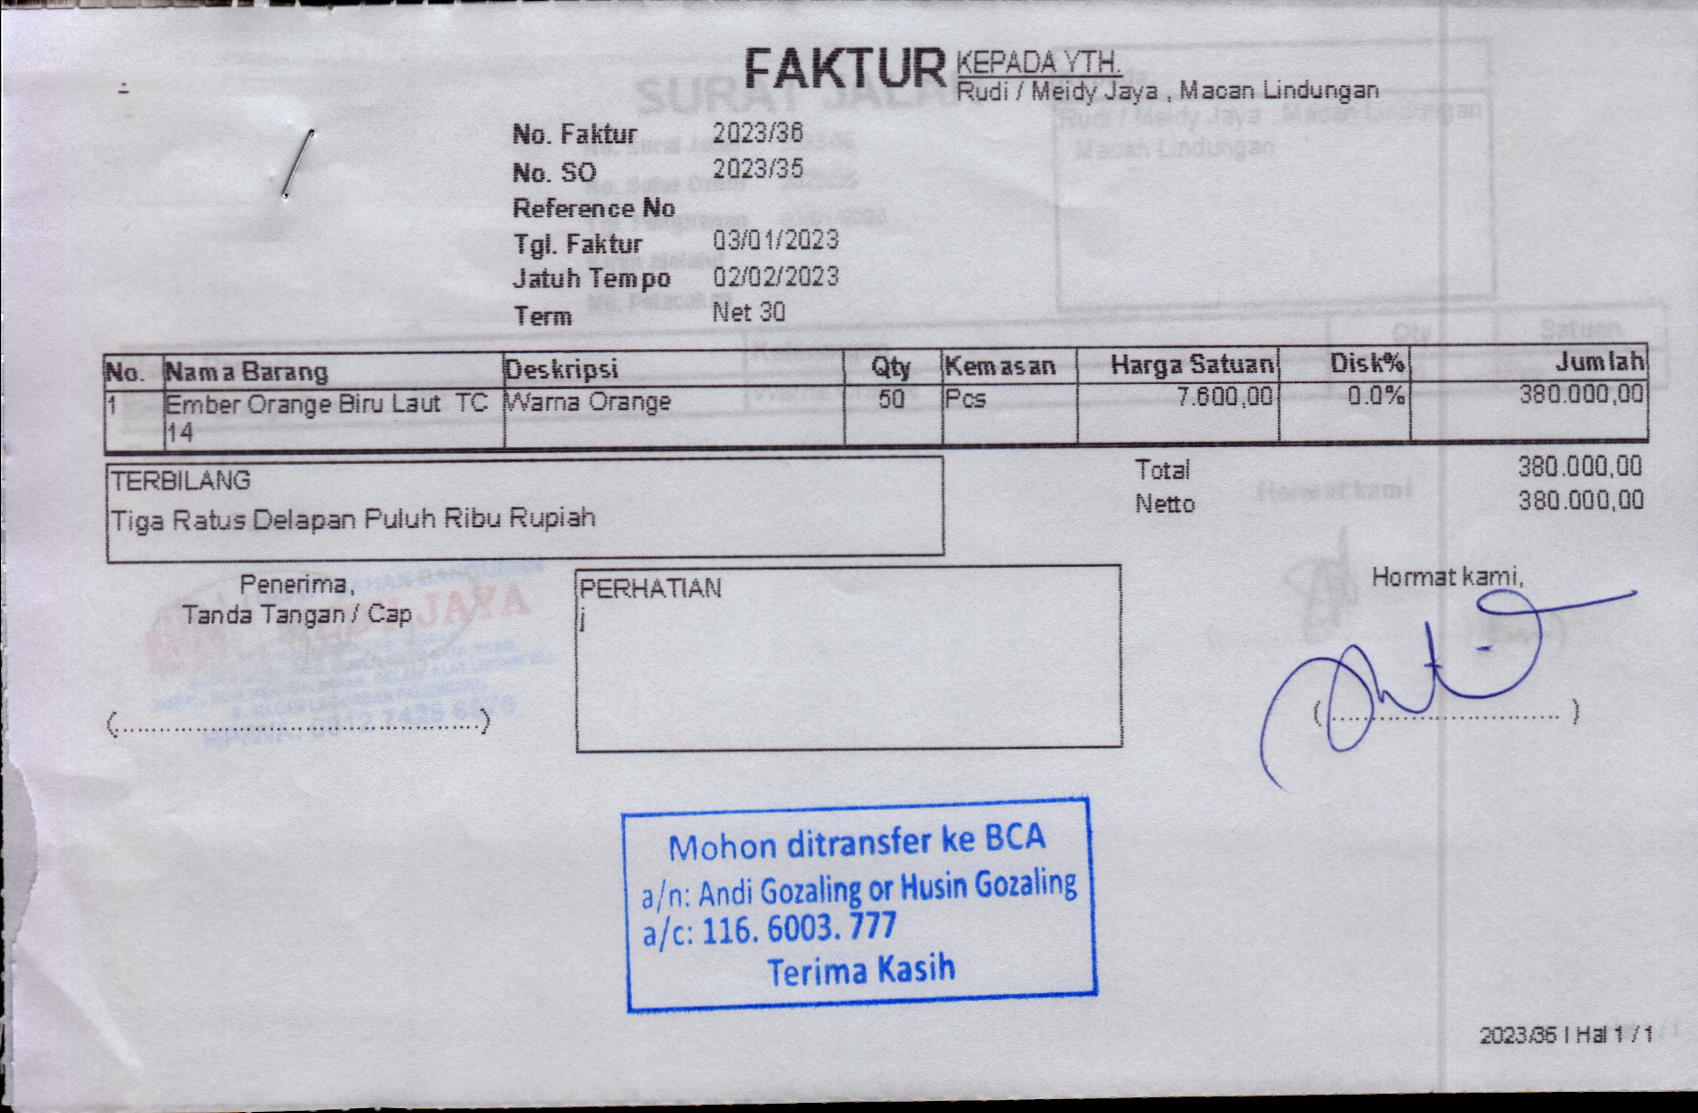 FAKTUR
KEPADA YTH.
Rudi / Meidy Jaya , Macan Lindungan
No. Faktur 2023/36
No. SO 2023/35
Reference No
Tgl. Faktur 03/01/2023
Jatuh Tempo 02/02/2023
Term Net 30
No. Nama Barang Deskripsi Qty Kemasan Harga Satuan Disk% Jumlah
1 Ember Orange Biru Laut TC Warna Orange 50 Pcs 7.600,00 0.0% 380.000,00
14
TERBILANG
Tiga Ratus Delapan Puluh Ribu Rupiah
Total 380.000,00
Netto 380.000,00
Penerima,
Tanda Tangan / Cap
(..........................................)
PERHATIAN
j
Hormat kami,
(.............................. )
Mohon ditransfer ke BCA
a/n: Andi Gozaling or Husin Gozaling
a/c: 116. 6003. 777
Terima Kasih
2023/36 I Hal 1 / 1